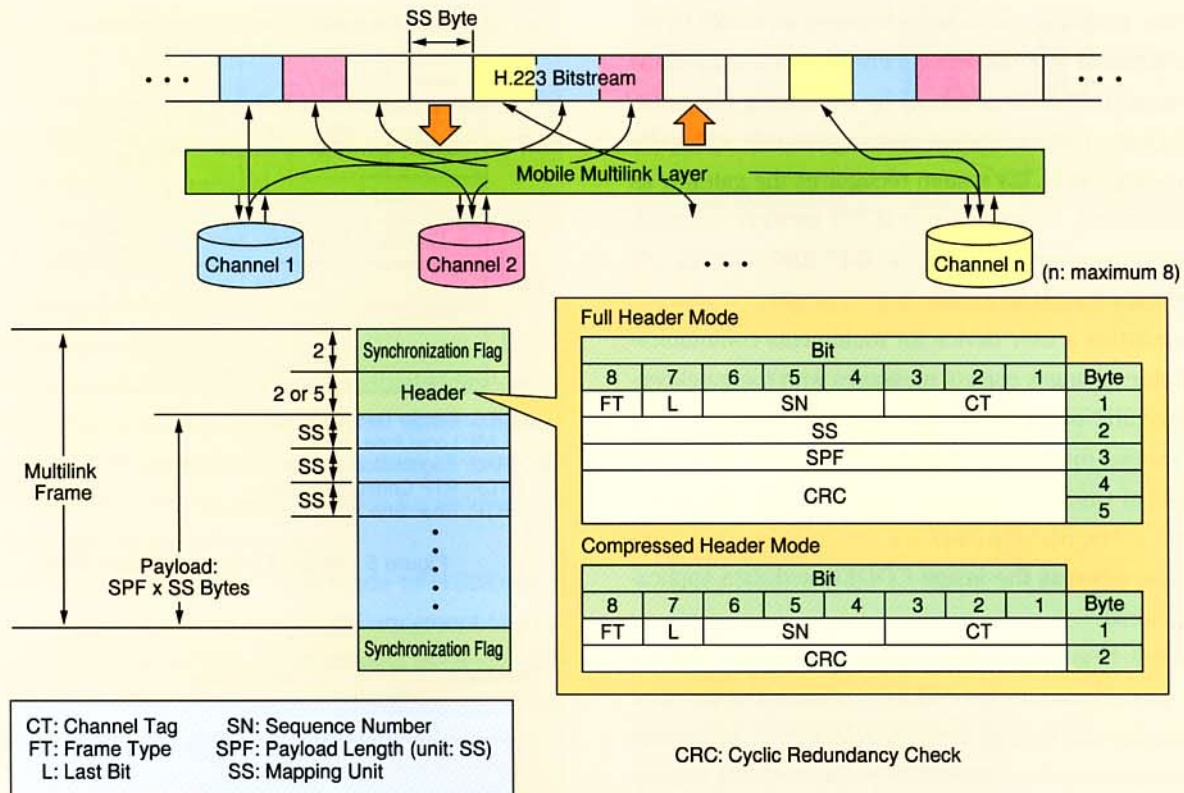 SS Byte
• • • H.223 Bitstream • • •
Mobile Multilink Layer
Channel 1 Channel 2 • • • Channel n (n: maximum 8)
Multilink
Frame
2 Synchronization Flag
2 or 5 Header
SS
SS
SS
Payload:
SPF x SS Bytes
Synchronization Flag
Full Header Mode
Bit
8 7 6 5 4 3 2 1 Byte
FT L SN CT 1
SS 2
SPF 3
CRC 4
5
Compressed Header Mode
Bit
8 7 6 5 4 3 2 1 Byte
FT L SN CT 1
CRC 2
CT: Channel Tag SN: Sequence Number
FT: Frame Type SPF: Payload Length (unit: SS)
L: Last Bit SS: Mapping Unit
CRC: Cyclic Redundancy Check